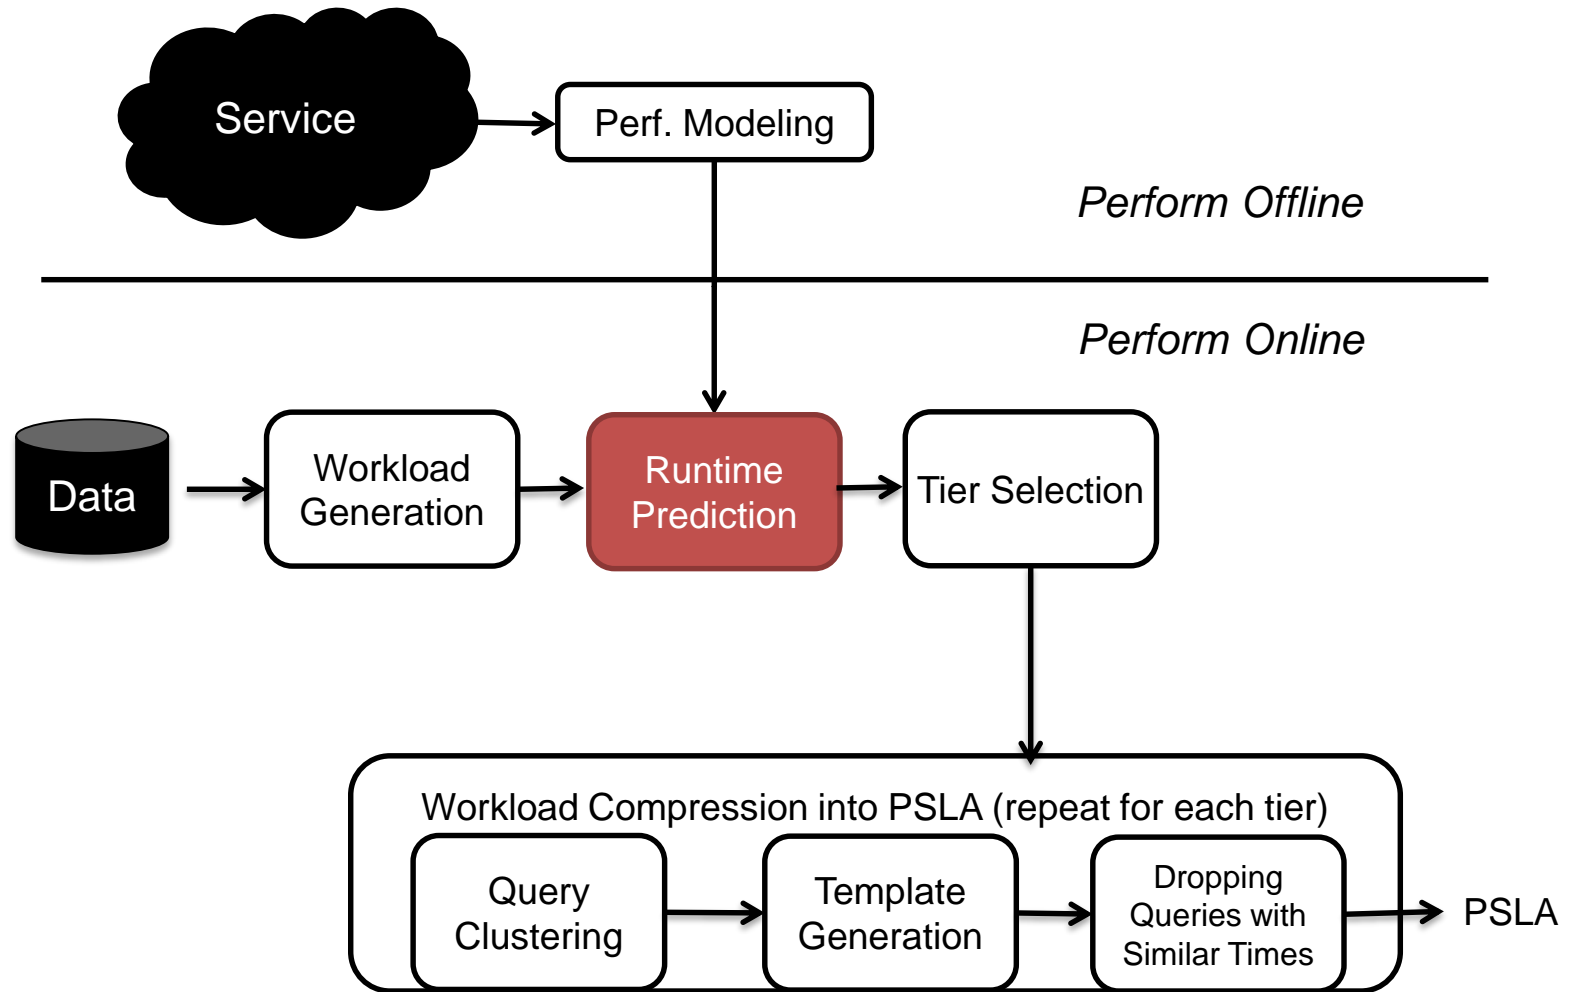 Service
Perf. Modeling
Perform Offline
Perform Online
Data
Workload
Generation
Runtime
Prediction
Tier Selection
Workload Compression into PSLA (repeat for each tier)
Query
Clustering
Template
Generation
Dropping
Queries with
Similar Times
PSLA